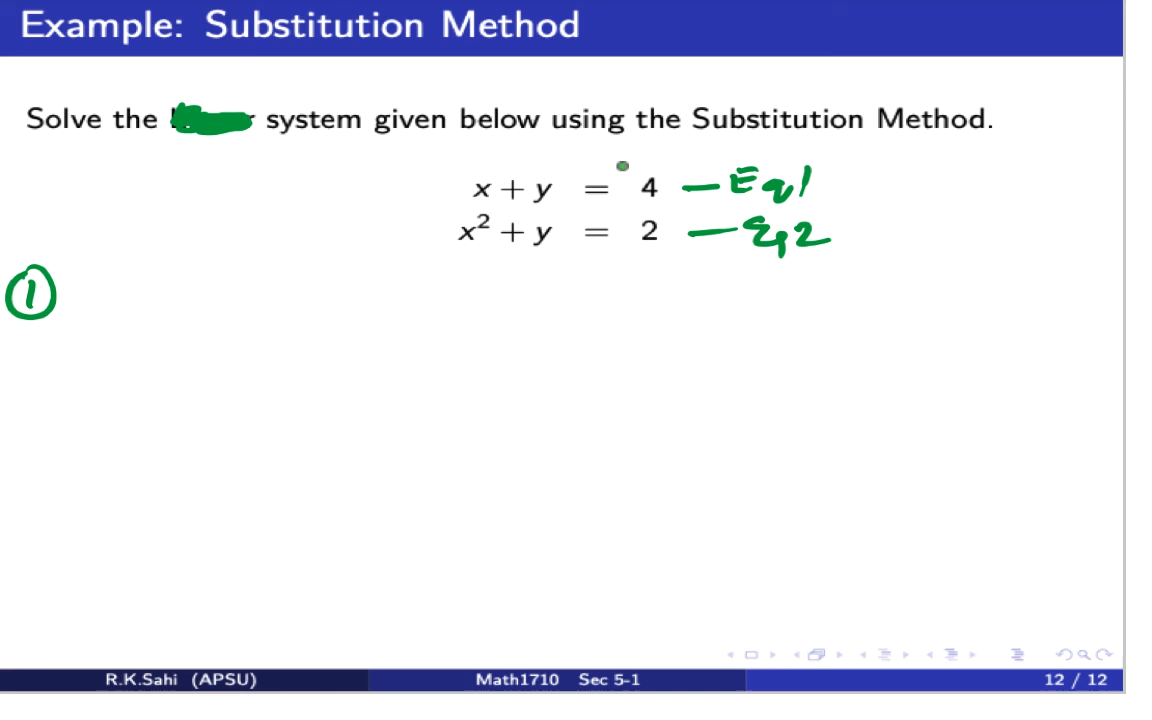 Example: Substitution Method
Solve the system given below using the Substitution Method.
x + y = 4 — Eq1
x² + y = 2 — Eq2
①
R.K.Sahi (APSU) Math1710 Sec 5-1 12 / 12